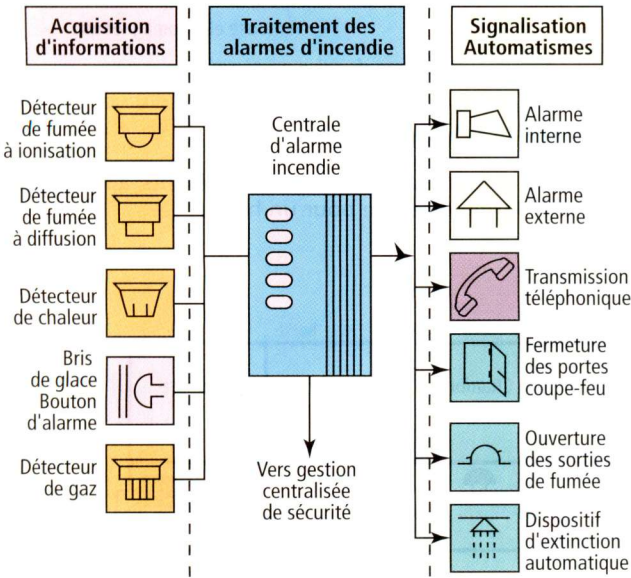 Acquisition
d'informations
Traitement des
alarmes d'incendie
Signalisation
Automatismes
Détecteur
de fumée
à ionisation
Détecteur
de fumée
à diffusion
Détecteur
de chaleur
Bris
de glace
Bouton
d'alarme
Détecteur
de gaz
Centrale
d'alarme
incendie
Vers gestion
centralisée
de sécurité
Alarme
interne
Alarme
externe
Transmission
téléphonique
Fermeture
des portes
coupe-feu
Ouverture
des sorties
de fumée
Dispositif
d'extinction
automatique